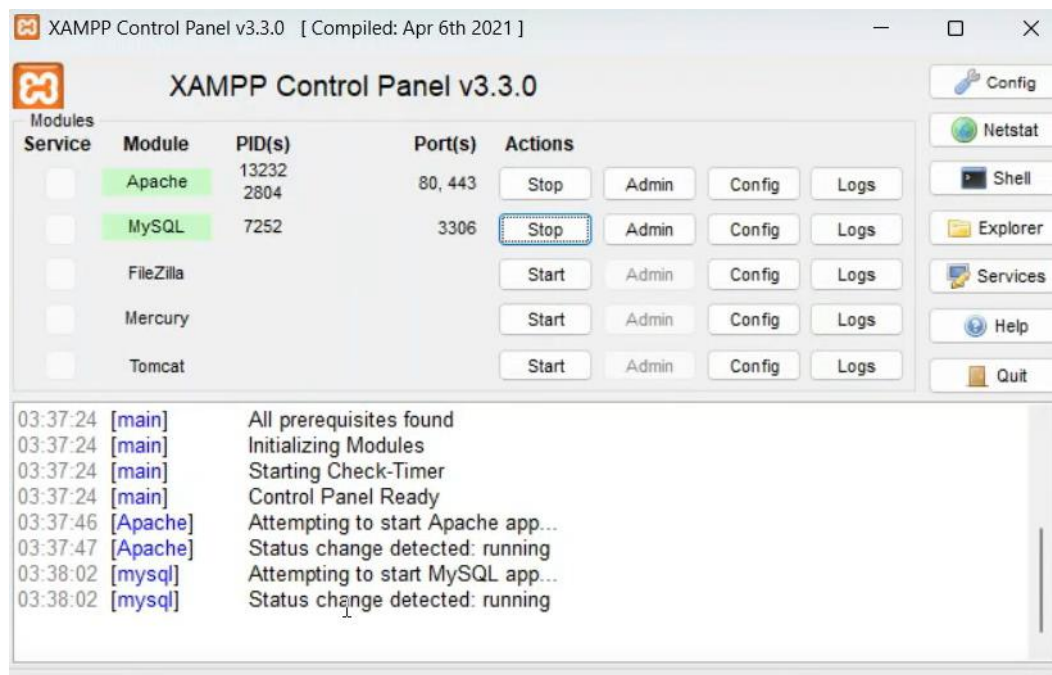 XAMPP Control Panel v3.3.0 [ Compiled: Apr 6th 2021 ]
XAMPP Control Panel v3.3.0
Config
Modules
Service Module PID(s) Port(s) Actions
Netstat
Apache 13232 2804 80, 443 Stop Admin Config Logs
Shell
MySQL 7252 3306 Stop Admin Config Logs
Explorer
FileZilla Start Admin Config Logs
Services
Mercury Start Admin Config Logs
Help
Tomcat Start Admin Config Logs
Quit
03:37:24 [main] All prerequisites found
03:37:24 [main] Initializing Modules
03:37:24 [main] Starting Check-Timer
03:37:24 [main] Control Panel Ready
03:37:46 [Apache] Attempting to start Apache app...
03:37:47 [Apache] Status change detected: running
03:38:02 [mysql] Attempting to start MySQL app...
03:38:02 [mysql] Status change detected: running